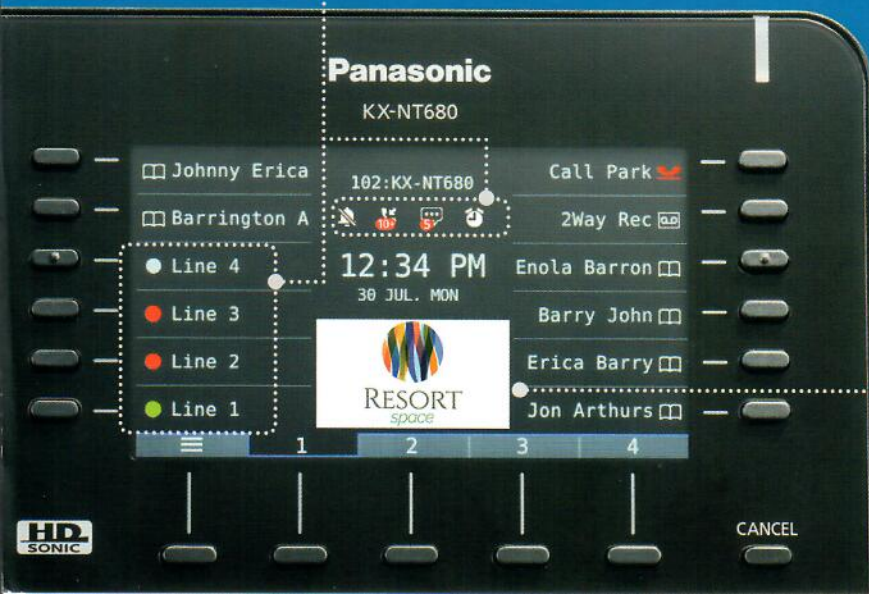 Panasonic
KX-NT680
Johnny Erica
102:KX-NT680
Call Park
Barrington A
10+
5+
2Way Rec
Line 4
12:34 PM
Enola Barron
30 JUL. MON
Line 3
Barry John
Line 2
Erica Barry
RESORT
space
Line 1
Jon Arthurs
1
2
3
4
HD
SONIC
CANCEL